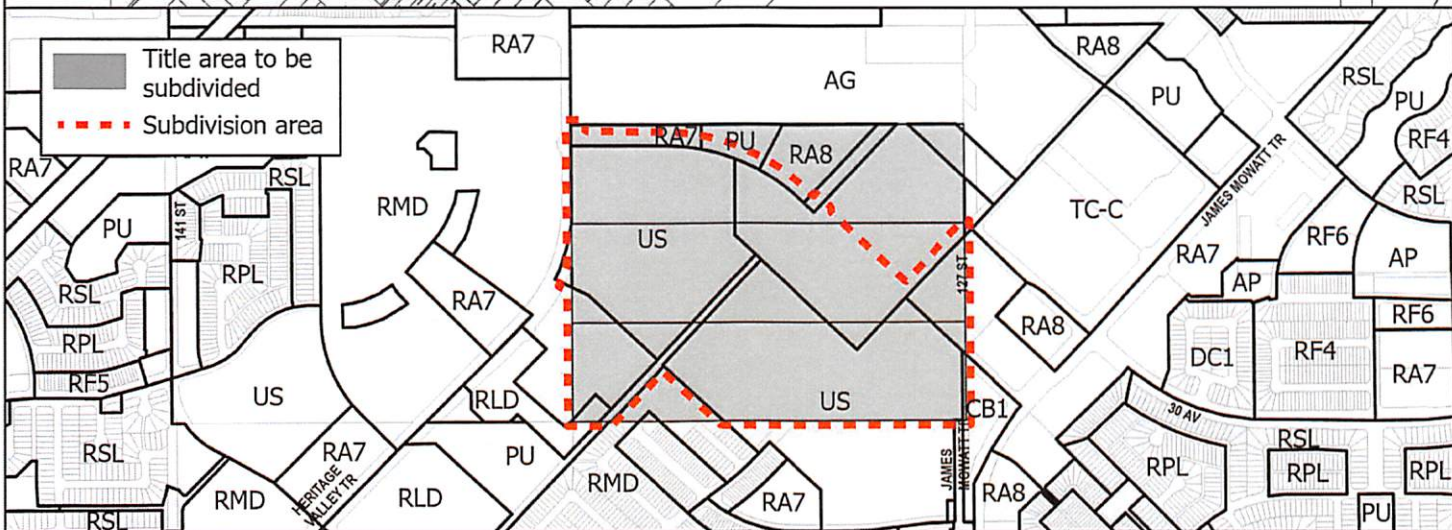 Title area to be
subdivided
Subdivision area
RA7
RA8
AG
PU
RSL
PU
RF4
RSL
RA7
RSL
RMD
PU
141 ST
RPL
RSL
RPL
RF5
RSL
RSL
US
RA7
RMD
HERITAGE
VALLEY TR
RA7
RLD
RLD
PU
RMD
RA7
RA7
PU
RA8
US
US
127 ST
CB1
JAMES
MOWATT TR
RA8
RA8
TC-C
JAMES MOWATT TR
RA7
RF6
AP
AP
RF6
DC1
RF4
RA7
30 AV
RSL
RPL
RPL
RPL
PU